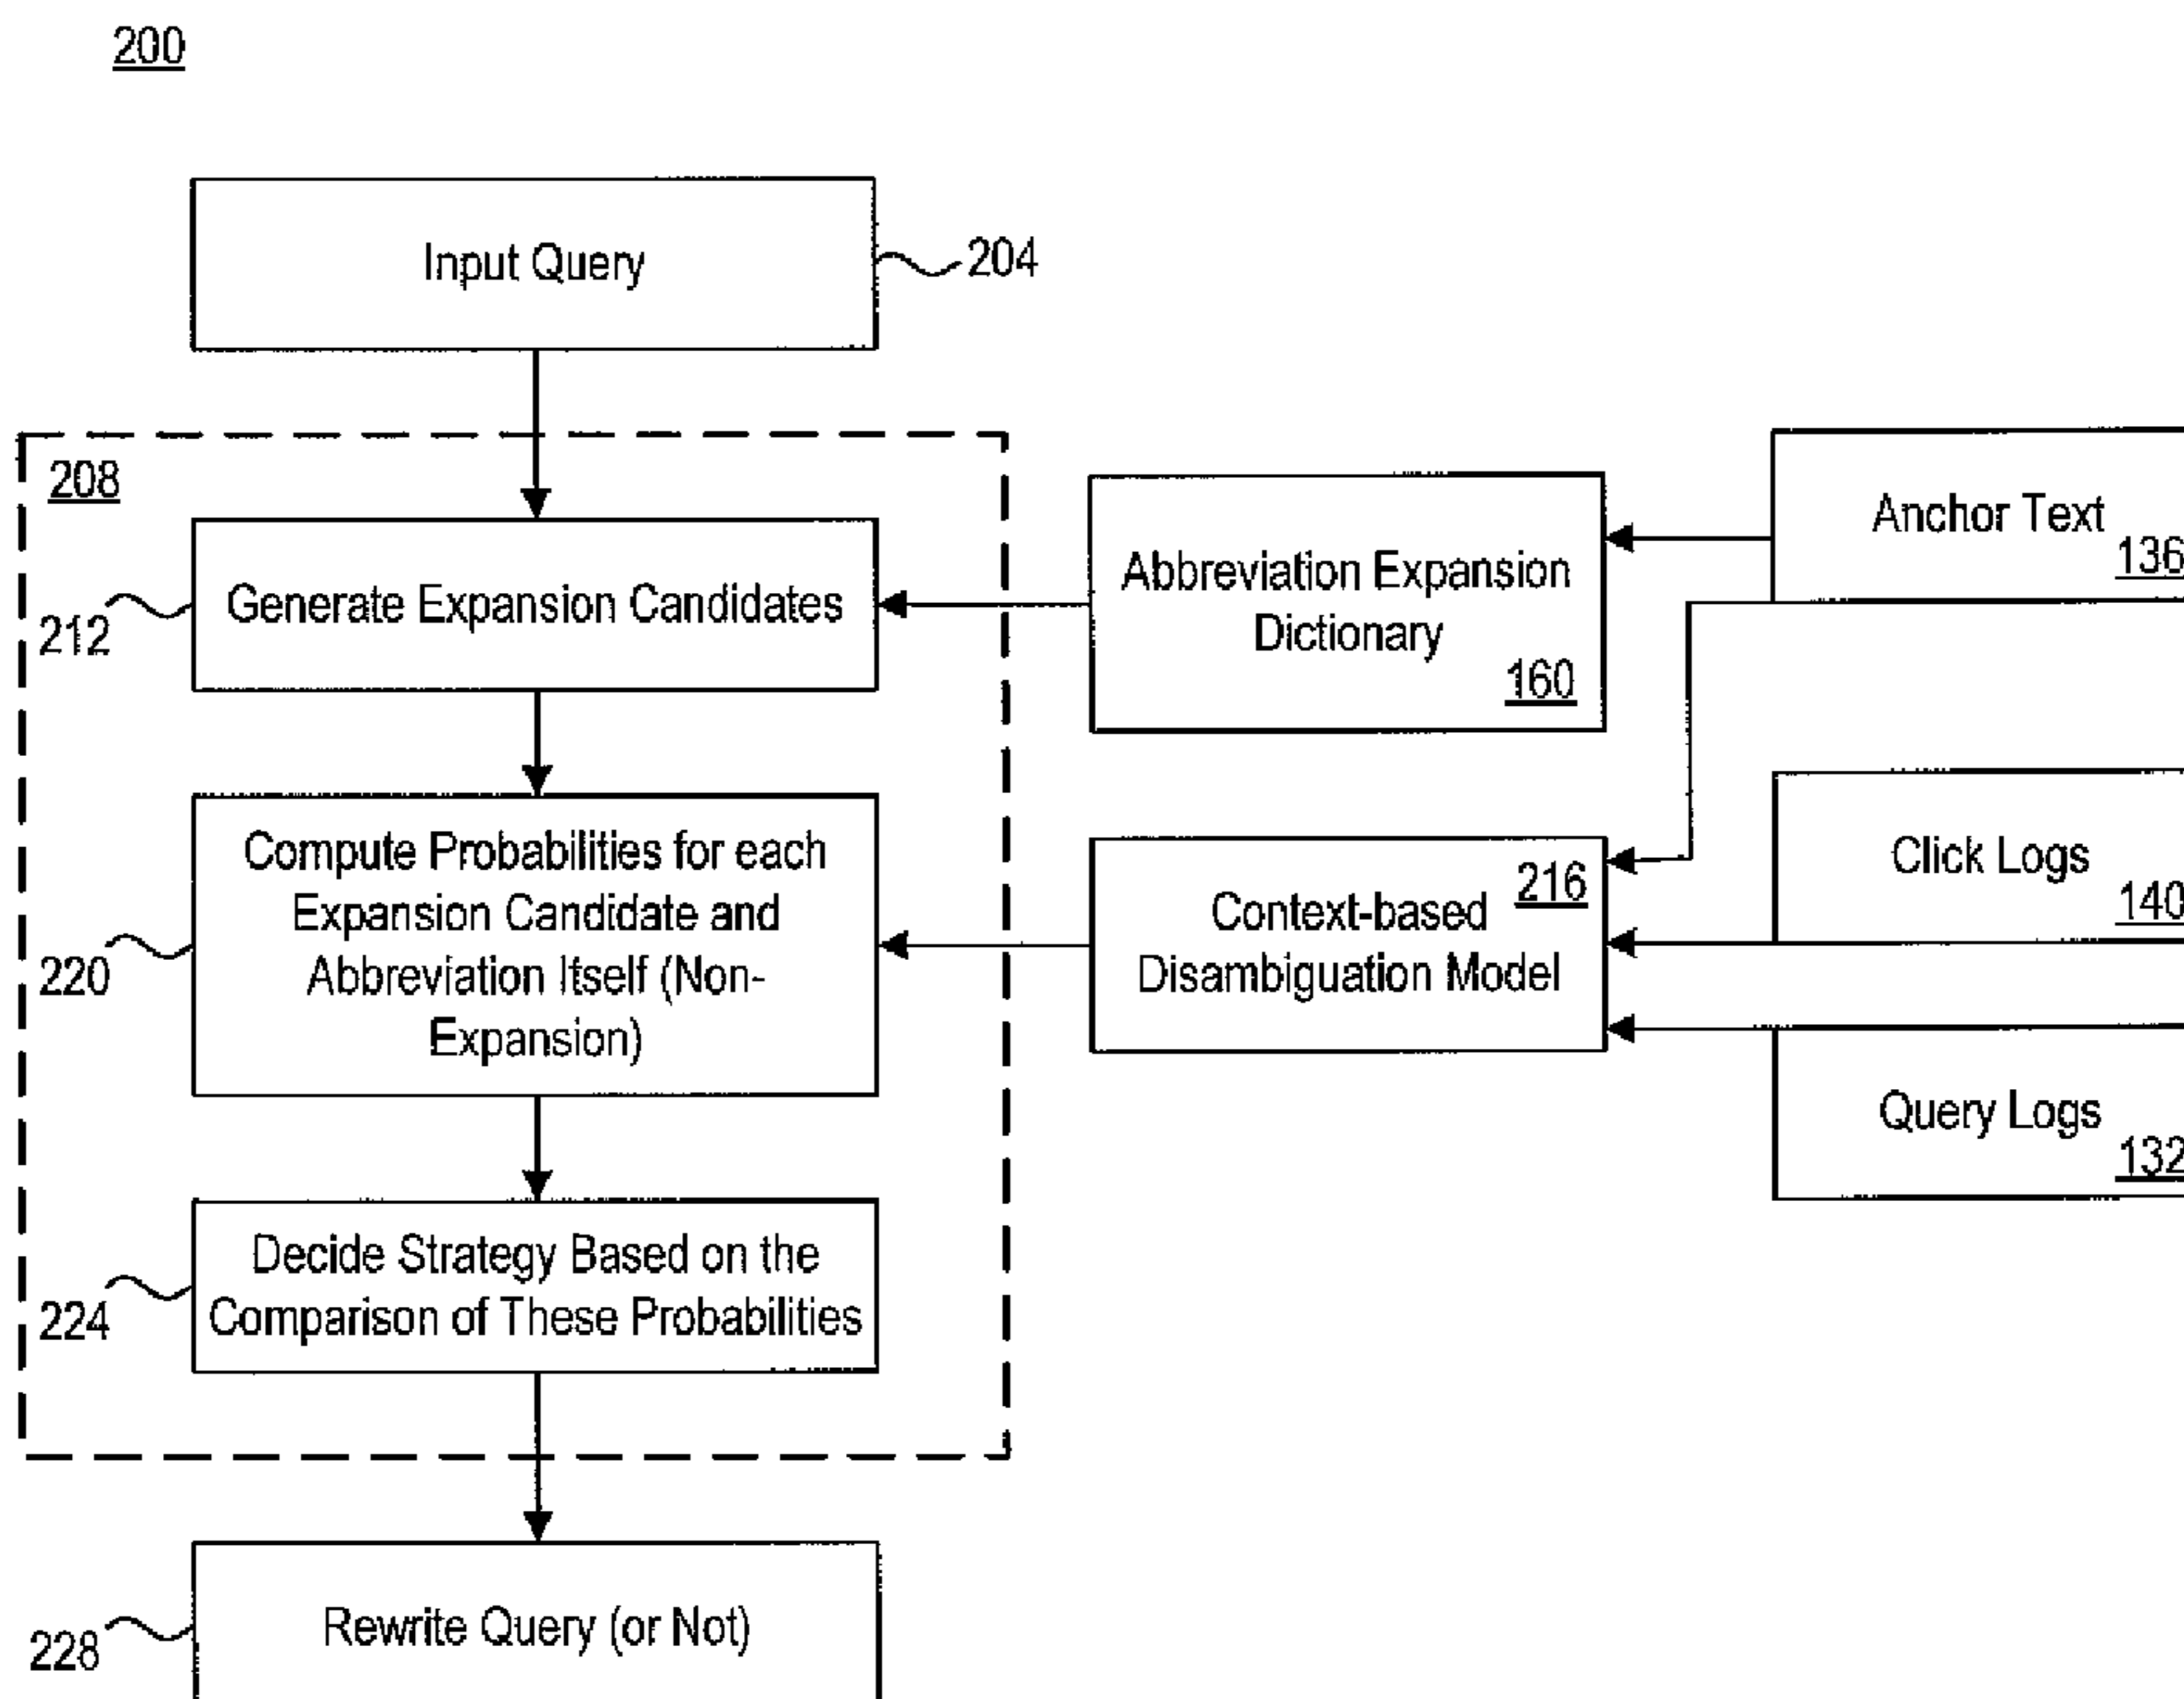 200
Input Query
204
208
Generate Expansion Candidates
212
Abbreviation Expansion
Dictionary
160
Anchor Text
136
Compute Probabilities for each
Expansion Candidate and
Abbreviation Itself (Non-
Expansion)
220
Context-based
Disambiguation Model
216
Click Logs
140
Query Logs
132
Decide Strategy Based on the
Comparison of These Probabilities
224
Rewrite Query (or Not)
228